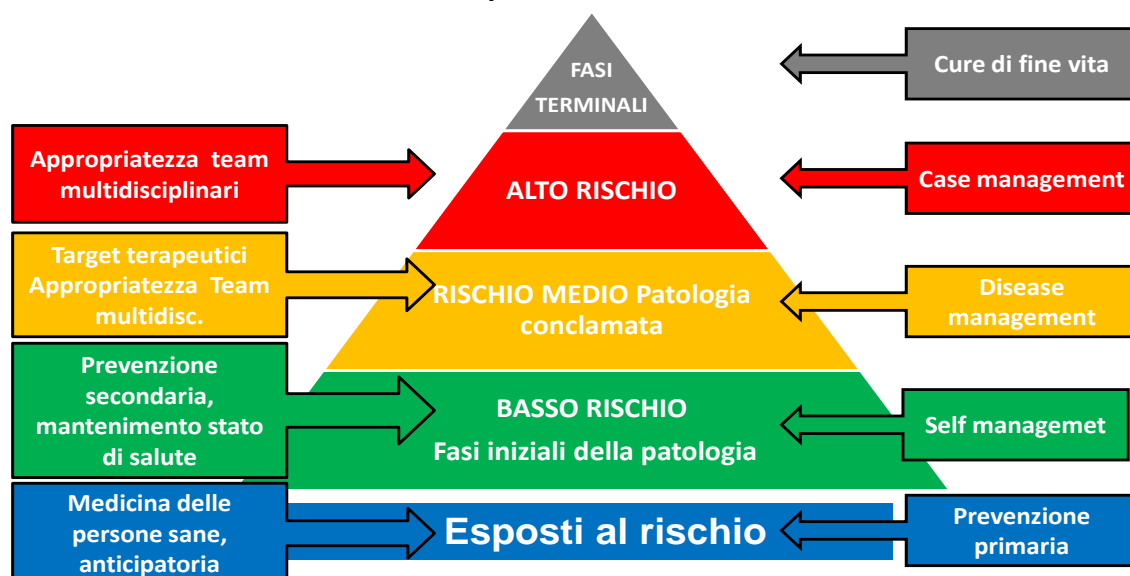 FASI
TERMINALI
Cure di fine vita
Appropriatezza team
multidisciplinari
ALTO RISCHIO
Case management
Target terapeutici
Appropriatezza Team
multidisc.
RISCHIO MEDIO Patologia
conclamata
Disease
management
Prevenzione
secondaria,
mantenimento stato
di salute
BASSO RISCHIO
Fasi iniziali della patologia
Self managemet
Medicina delle
persone sane,
anticipatoria
Esposti al rischio
Prevenzione
primaria